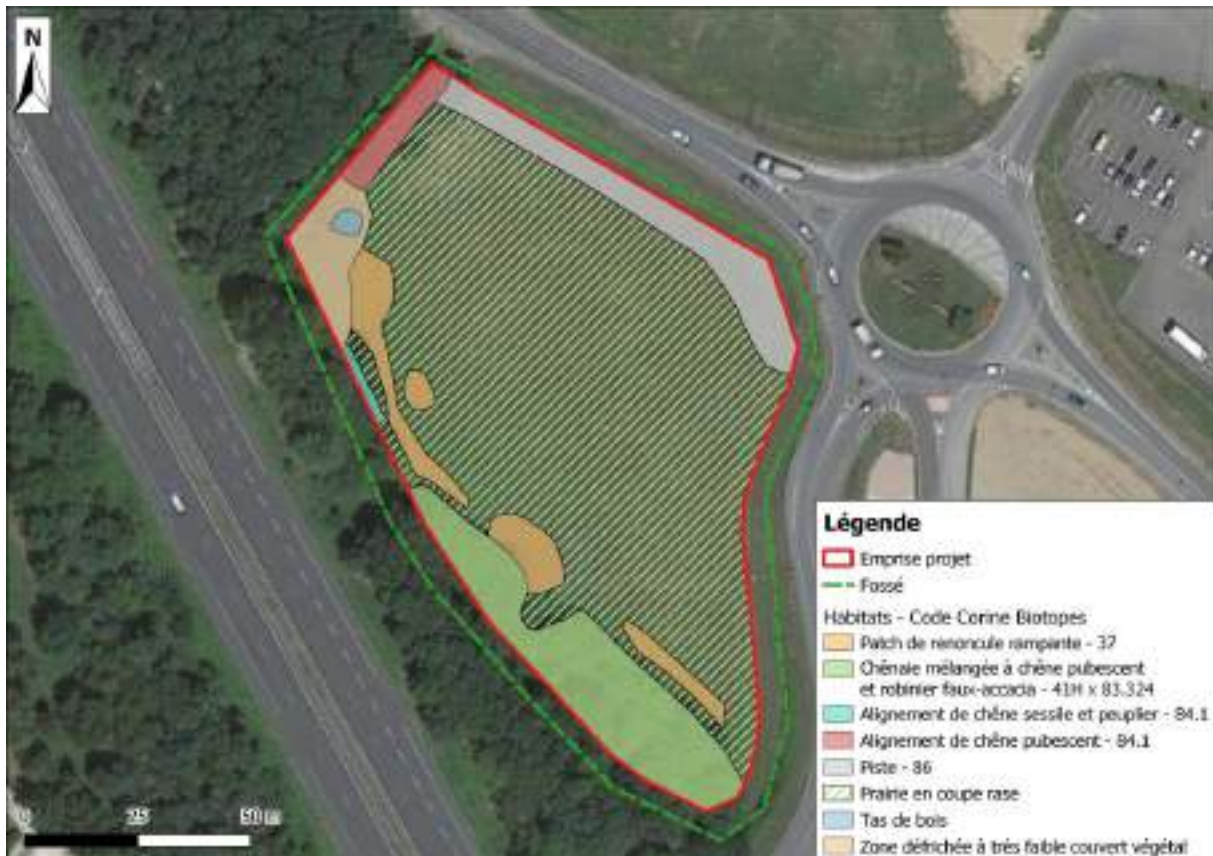 N
Légende
Emprise projet
Fossé
Habitats - Code Corine Biotopes
Patch de renoncule rampante - 37
Chênaie mélangée à chêne pubescent
et robinier faux-accacia - 41H x 83.324
Alignement de chêne sessile et peuplier - 84.1
Alignement de chêne pubescent - 84.1
Piste - 86
Prairie en coupe rase
Tas de bois
Zone défrichée à très faible couvert végétal
0 25 50 m